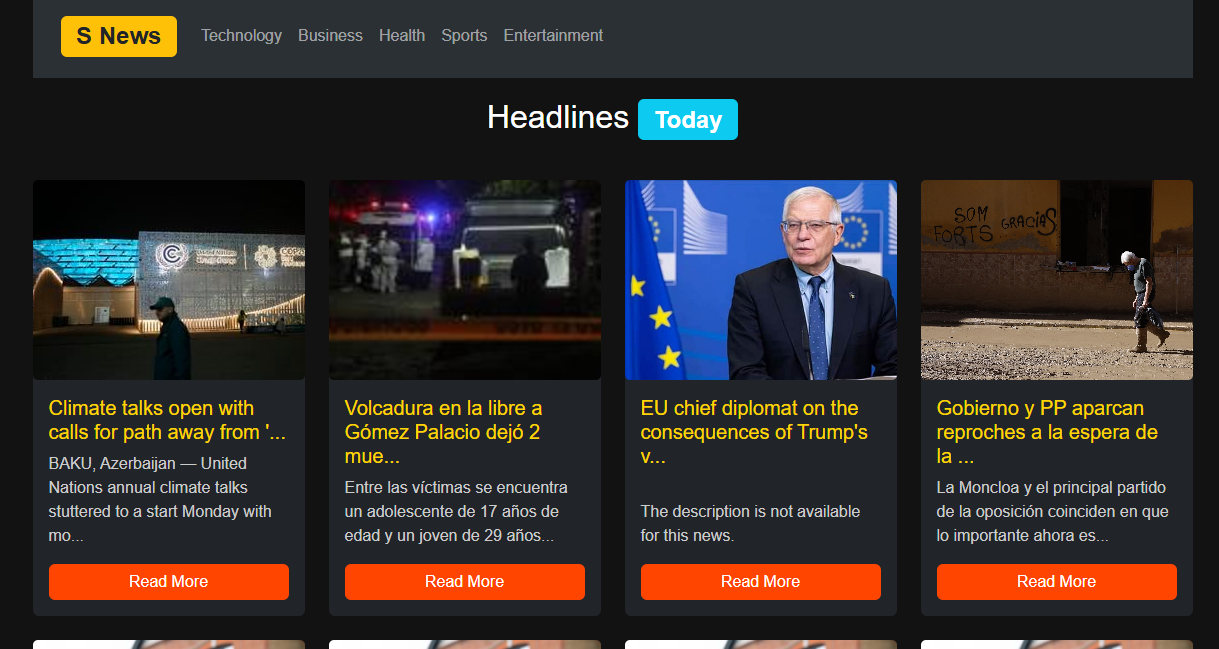 S News
Technology Business Health Sports Entertainment
Headlines Today
SOM
FORTS
GRACIAS
Climate talks open with
calls for path away from '...
BAKU, Azerbaijan — United
Nations annual climate talks
stuttered to a start Monday with
mo...
Read More
Volcadura en la libre a
Gómez Palacio dejó 2
mue...
Entre las víctimas se encuentra
un adolescente de 17 años de
edad y un joven de 29 años...
Read More
EU chief diplomat on the
consequences of Trump's
v...
The description is not available
for this news.
Read More
Gobierno y PP aparcan
reproches a la espera de
la ...
La Moncloa y el principal partido
de la oposición coinciden en que
lo importante ahora es...
Read More